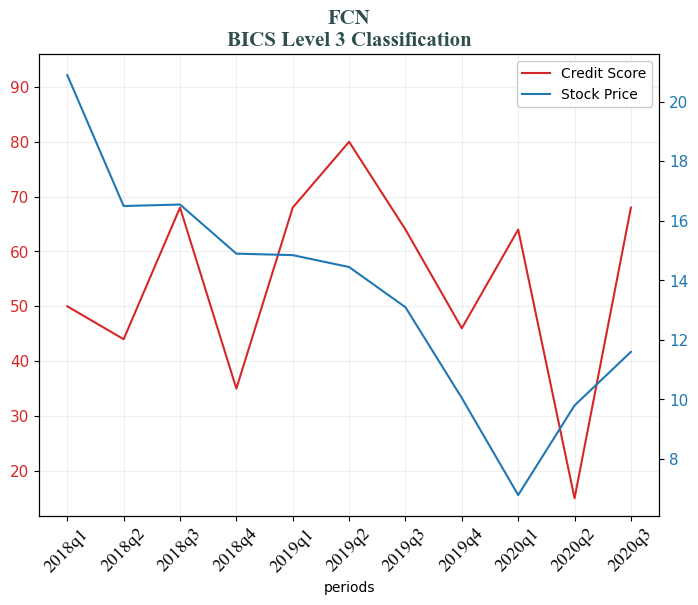 FCN
BICS Level 3 Classification
Credit Score
Stock Price
90
80
70
60
50
40
30
20
20
18
16
14
12
10
8
2018q1
2018q2
2018q3
2018q4
2019q1
2019q2
2019q3
2019q4
2020q1
2020q2
2020q3
periods